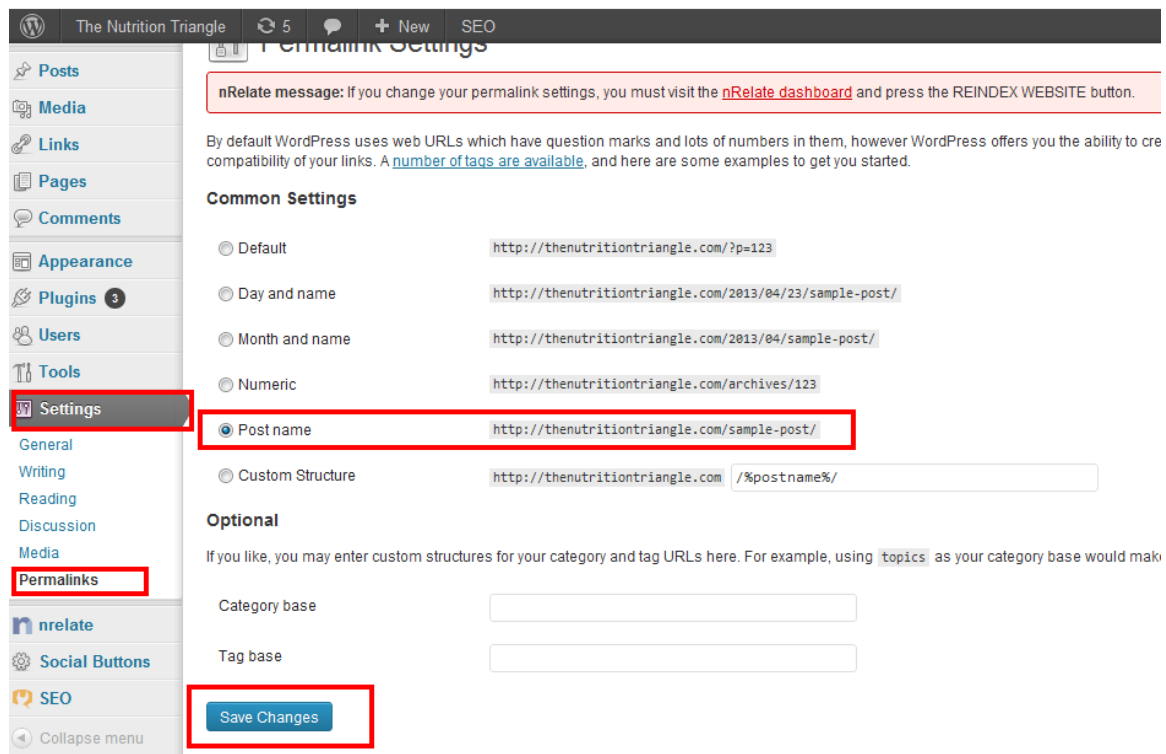 The Nutrition Triangle 5 New SEO
Permalink Settings
Posts
Media
Links
Pages
Comments
Appearance
Plugins 3
Users
Tools
Settings
General
Writing
Reading
Discussion
Media
Permalinks
nrelate
Social Buttons
SEO
Collapse menu
nRelate message: If you change your permalink settings, you must visit the nRelate dashboard and press the REINDEX WEBSITE button.
By default WordPress uses web URLs which have question marks and lots of numbers in them, however WordPress offers you the ability to cre
compatibility of your links. A number of tags are available, and here are some examples to get you started.
Common Settings
Default http://thenutritiontriangle.com/?p=123
Day and name http://thenutritiontriangle.com/2013/04/23/sample-post/
Month and name http://thenutritiontriangle.com/2013/04/sample-post/
Numeric http://thenutritiontriangle.com/archives/123
Post name http://thenutritiontriangle.com/sample-post/
Custom Structure http://thenutritiontriangle.com /%postname%/
Optional
If you like, you may enter custom structures for your category and tag URLs here. For example, using topics as your category base would make
Category base
Tag base
Save Changes